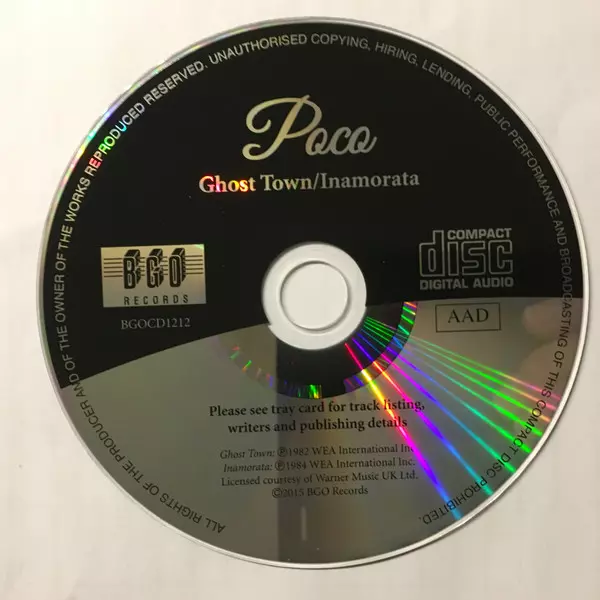 ALL RIGHTS OF THE PRODUCER AND OF THE OWNER OF THE WORKS REPRODUCED RESERVED. UNAUTHORISED COPYING, HIRING, LENDING, PUBLIC PERFORMANCE AND BROADCASTING OF THIS COMPACT DISC PROHIBITED.
Poco
Ghost Town/Inamorata
BGO
RECORDS
BGOCD1212
COMPACT
disc
DIGITAL AUDIO
AAD
Please see tray card for track listing,
writers and publishing details
Ghost Town: ℗1982 WEA International Inc.
Inamorata: ℗1984 WEA International Inc.
Licensed courtesy of Warner Music UK Ltd.
©2015 BGO Records